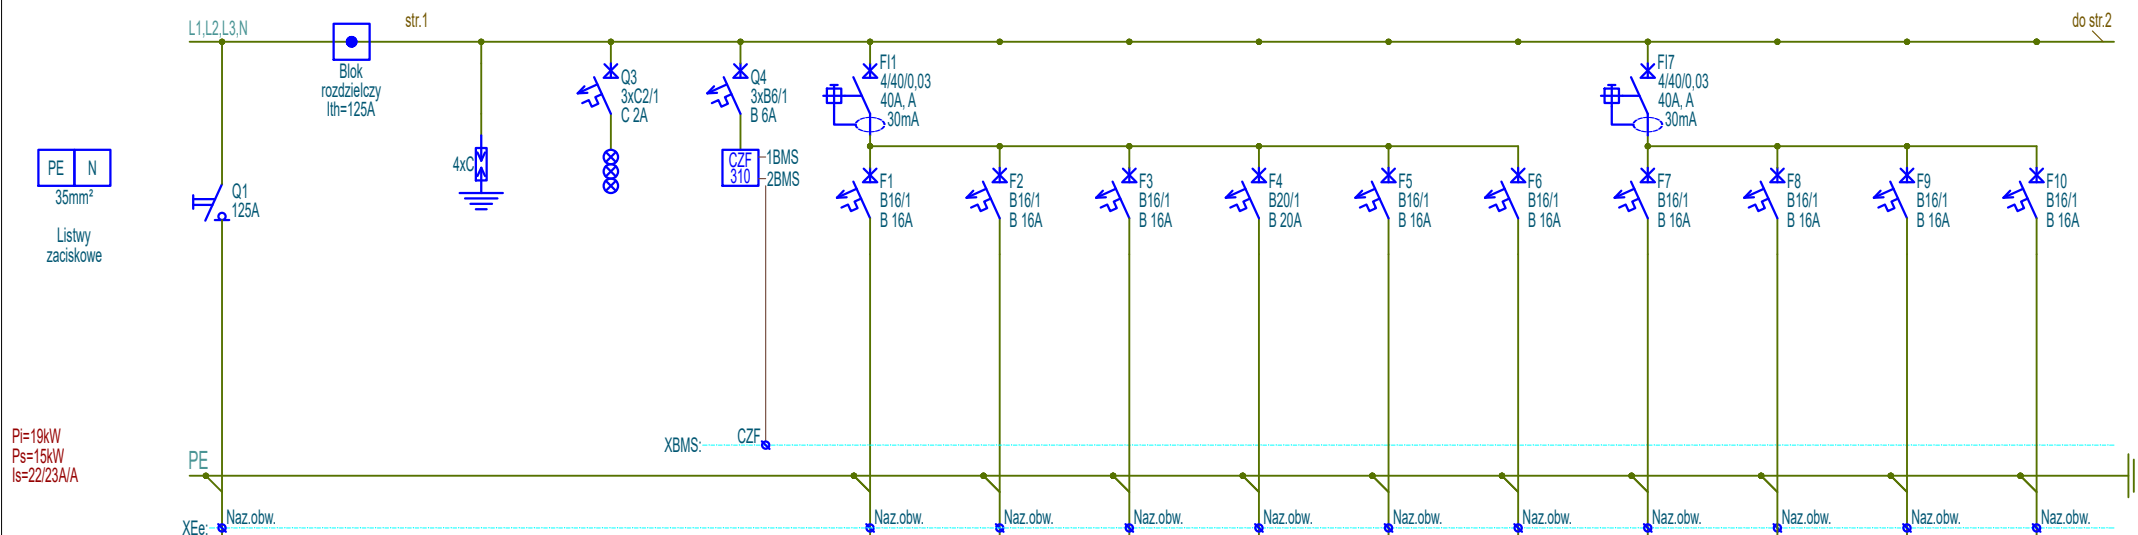 str.1
do str.2
L1,L2,L3,N
Blok
rozdzielczy
Ith=125A
Q3
3xC2/1
C 2A
Q4
3xB6/1
B 6A
FI1
4/40/0,03
40A, A
30mA
FI7
4/40/0,03
40A, A
30mA
PE N
35mm²
Listwy
zaciskowe
Q1
125A
4xC
CZF
310
1BMS
2BMS
F1
B16/1
B 16A
F2
B16/1
B 16A
F3
B16/1
B 16A
F4
B20/1
B 20A
F5
B16/1
B 16A
F6
B16/1
B 16A
F7
B16/1
B 16A
F8
B16/1
B 16A
F9
B16/1
B 16A
F10
B16/1
B 16A
Pi=19kW
Ps=15kW
Is=22/23A/A
XBMS: CZF
PE
XEe: Naz.obw. Naz.obw. Naz.obw. Naz.obw. Naz.obw. Naz.obw. Naz.obw. Naz.obw. Naz.obw. Naz.obw. Naz.obw.